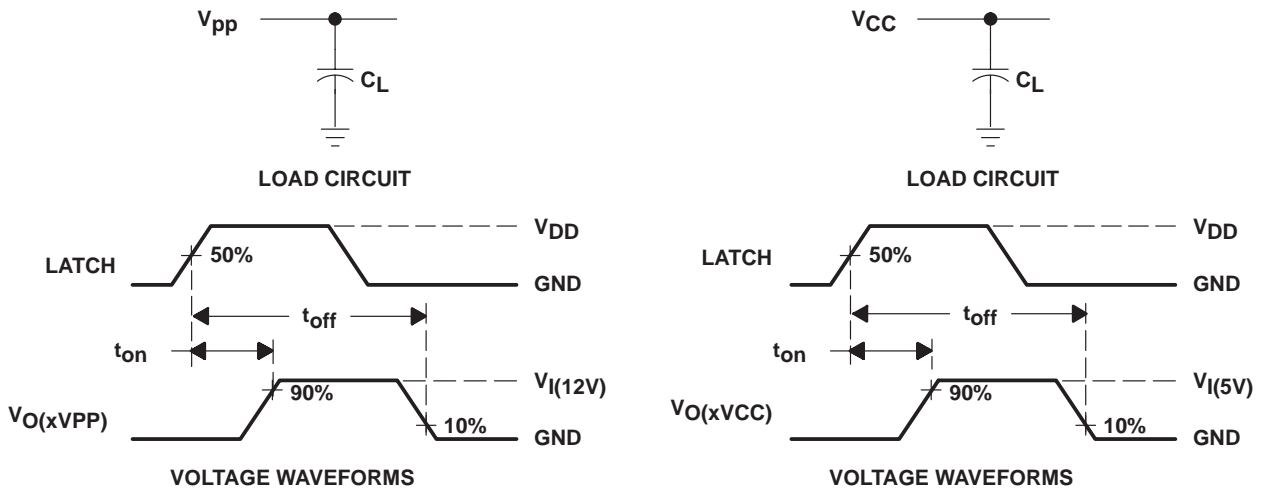 Vpp
CL
LOAD CIRCUIT
VDD
50%
LATCH
GND
toff
ton
VI(12V)
90%
VO(xVPP)
10%
GND
VOLTAGE WAVEFORMS
VCC
CL
LOAD CIRCUIT
VDD
50%
LATCH
GND
toff
ton
VI(5V)
90%
VO(xVCC)
10%
GND
VOLTAGE WAVEFORMS